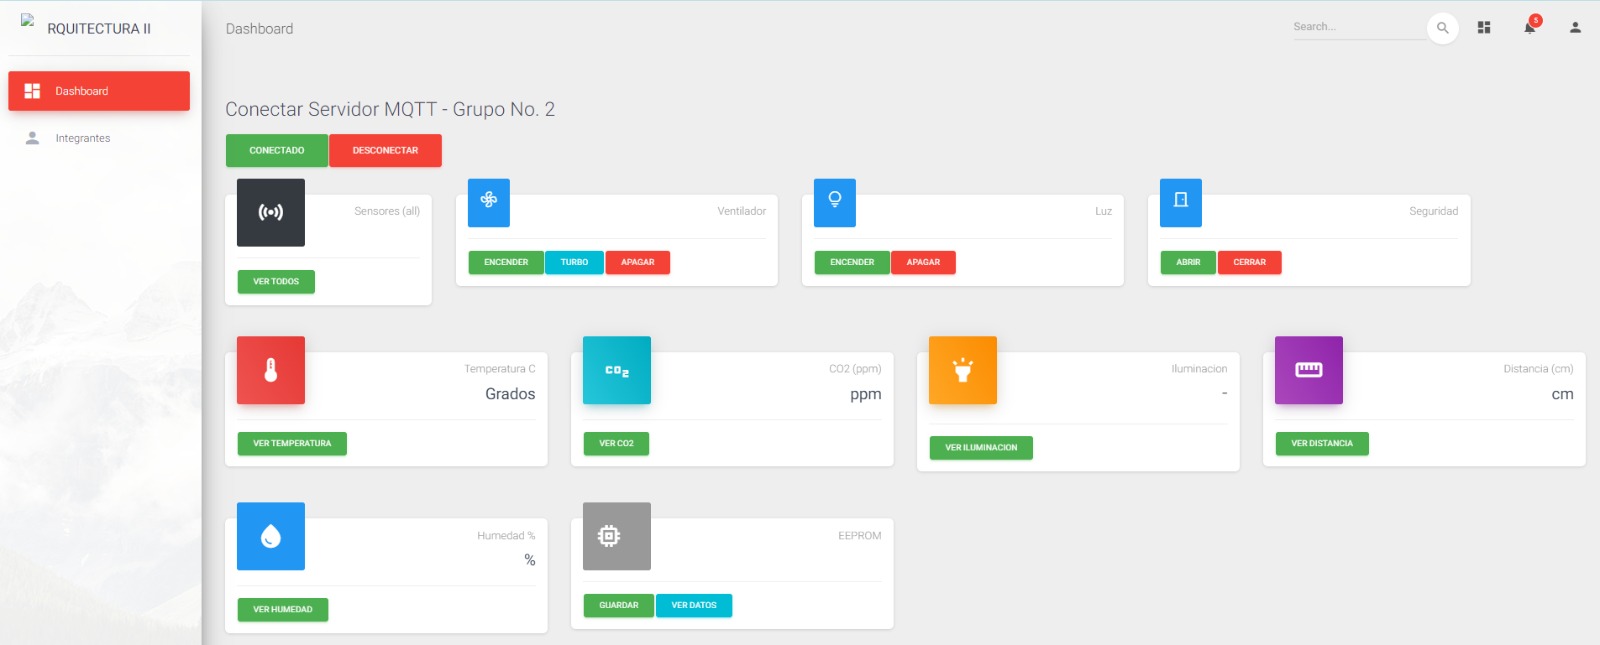 RQUITECTURA II
Dashboard
Integrantes
Dashboard
Search...
5
Conectar Servidor MQTT - Grupo No. 2
CONECTADO DESCONECTAR
Sensores (all)
VER TODOS
Ventilador
ENCENDER TURBO APAGAR
Luz
ENCENDER APAGAR
Seguridad
ABRIR CERRAR
Temperatura C
Grados
VER TEMPERATURA
CO2
CO2 (ppm)
ppm
VER CO2
Iluminacion
-
VER ILUMINACION
Distancia (cm)
cm
VER DISTANCIA
Humedad %
%
VER HUMEDAD
EEPROM
GUARDAR VER DATOS